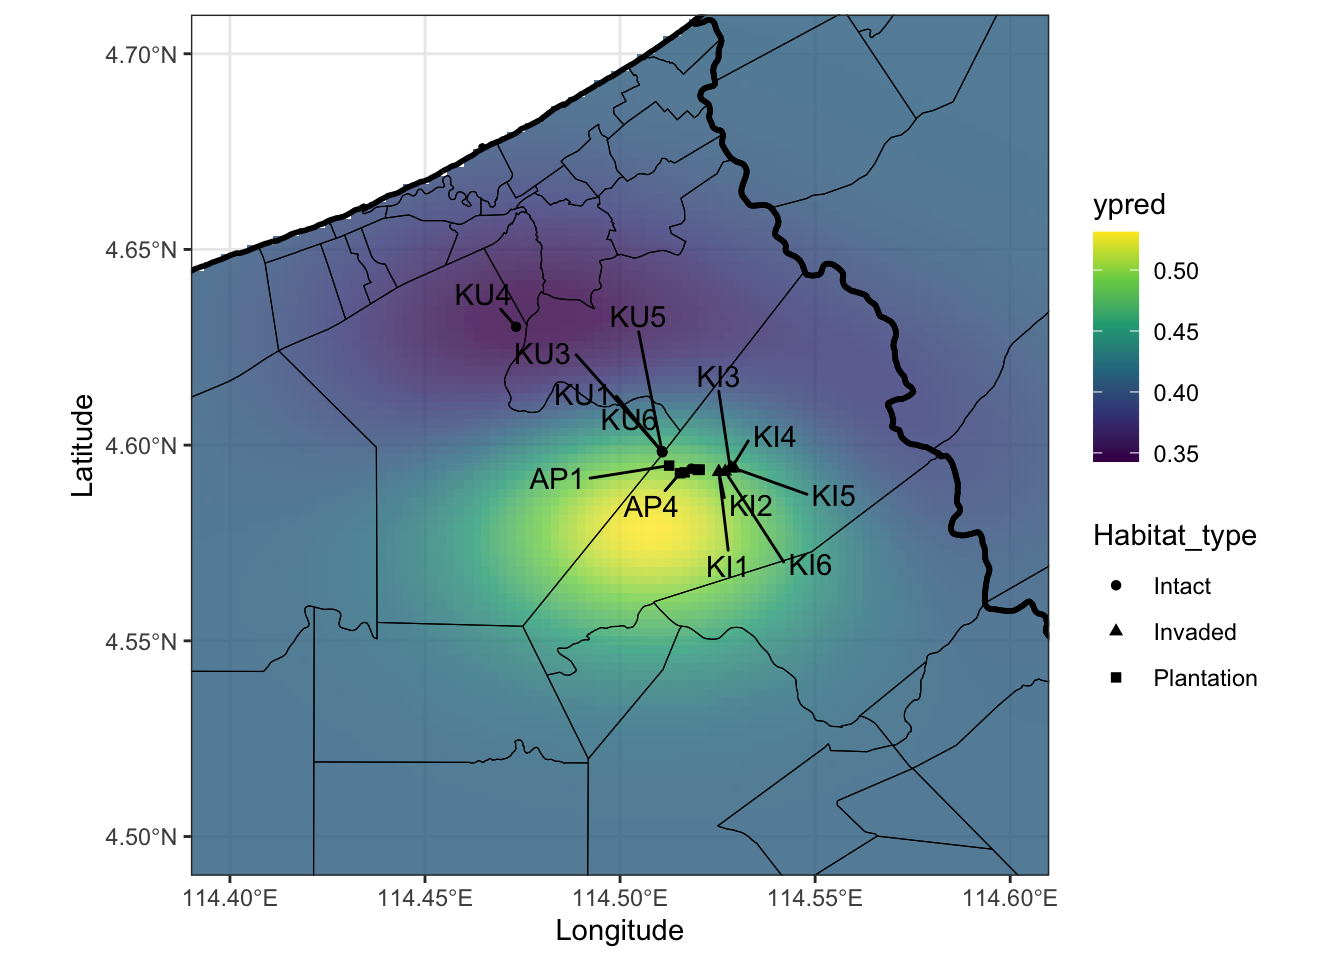 4.70°N
4.65°N
4.60°N
4.55°N
4.50°N
Latitude
114.40°E
114.45°E
114.50°E
114.55°E
114.60°E
Longitude
KU4
KU5
KU3
KI3
KU1
KU6
KI4
AP1
KI5
AP4
KI2
KI1
KI6
ypred
0.50
0.45
0.40
0.35
Habitat_type
Intact
Invaded
Plantation